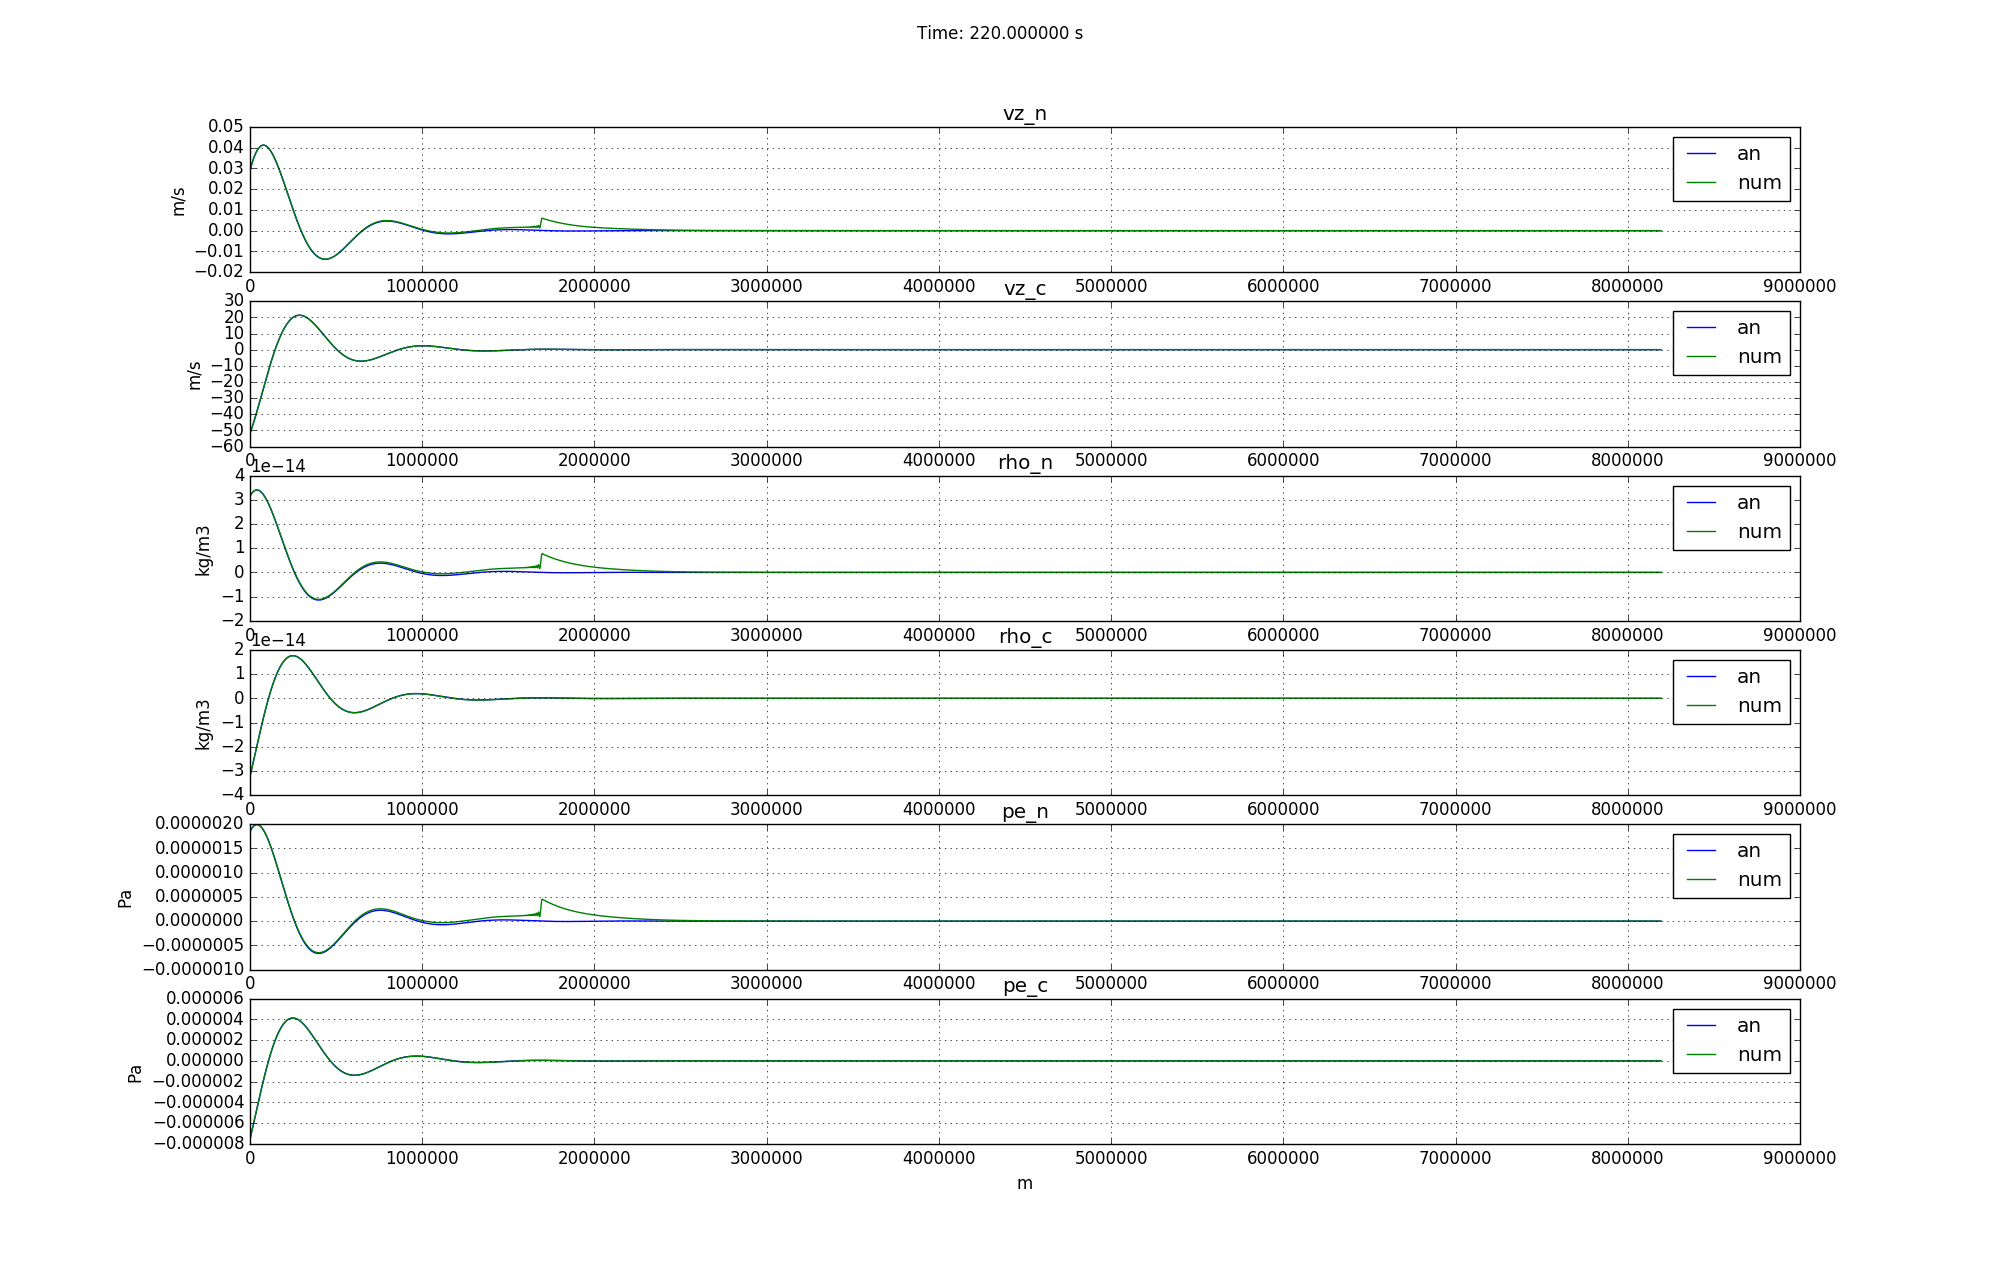 Time: 220.000000 s
vz_n
0.05
0.04
0.03
0.02
0.01
0.00
−0.01
−0.02
m/s
an
num
0 1000000 2000000 3000000 4000000 5000000 6000000 7000000 8000000 9000000
vz_c
30
20
10
0
−10
−20
−30
−40
−50
−60
m/s
an
num
0 1000000 2000000 3000000 4000000 5000000 6000000 7000000 8000000 9000000
1e−14
rho_n
4
3
2
1
0
−1
−2
kg/m3
an
num
0 1000000 2000000 3000000 4000000 5000000 6000000 7000000 8000000 9000000
1e−14
rho_c
2
1
0
−1
−2
−3
−4
kg/m3
an
num
0 1000000 2000000 3000000 4000000 5000000 6000000 7000000 8000000 9000000
pe_n
0.0000020
0.0000015
0.0000010
0.0000005
0.0000000
−0.0000005
−0.0000010
Pa
an
num
0 1000000 2000000 3000000 4000000 5000000 6000000 7000000 8000000 9000000
pe_c
0.000006
0.000004
0.000002
0.000000
−0.000002
−0.000004
−0.000006
−0.000008
Pa
an
num
0 1000000 2000000 3000000 4000000 5000000 6000000 7000000 8000000 9000000
m